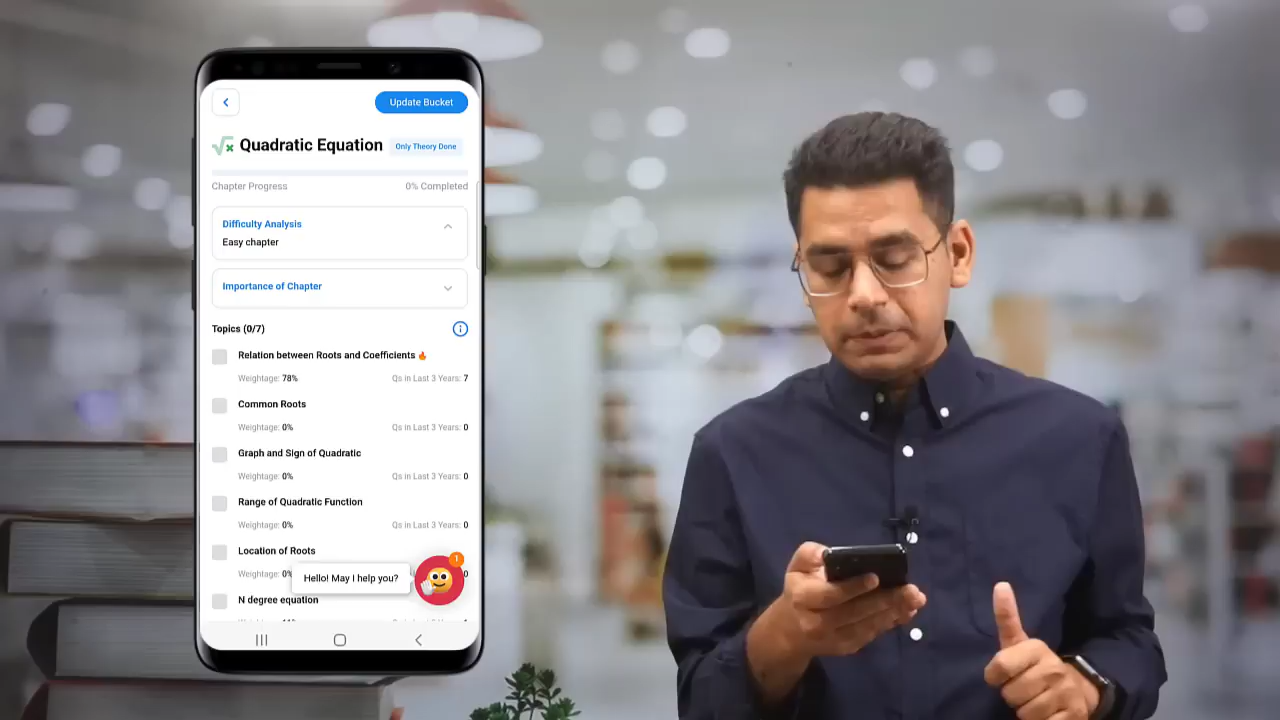 Update Bucket
Quadratic Equation
Only Theory Done
Chapter Progress
0% Completed
Difficulty Analysis
Easy chapter
Importance of Chapter
Topics (0/7)
Relation between Roots and Coefficients 🔥
Weightage: 78%
Qs in Last 3 Years: 7
Common Roots
Weightage: 0%
Qs in Last 3 Years: 0
Graph and Sign of Quadratic
Weightage: 0%
Qs in Last 3 Years: 0
Range of Quadratic Function
Weightage: 0%
Qs in Last 3 Years: 0
Location of Roots
Weightage: 0%
0
Hello! May I help you?
1
N degree equation